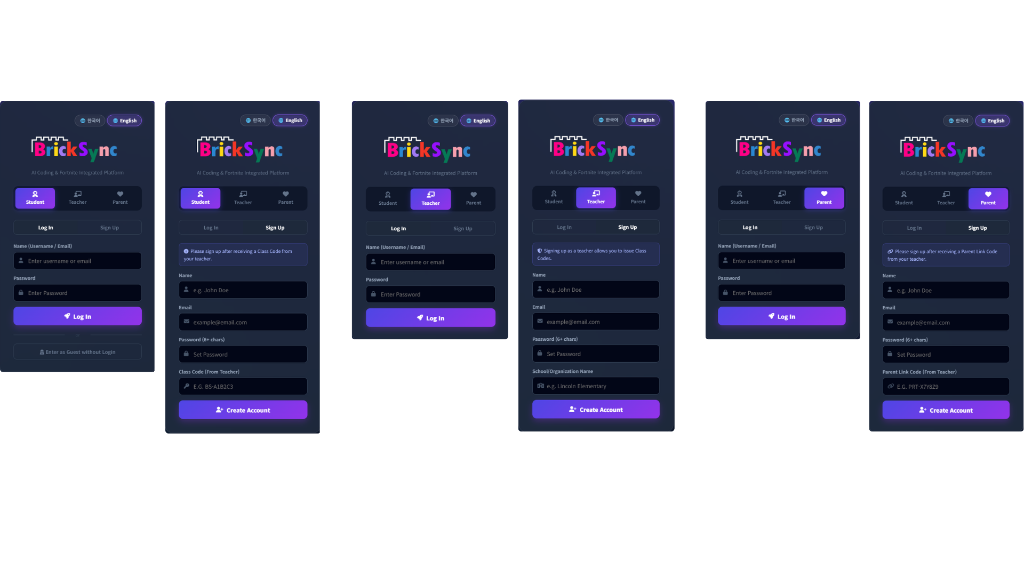 한국어 English
BrickSync
AI Coding & Fortnite Integrated Platform
Student Teacher Parent
Log In Sign Up
Name (Username / Email)
Enter username or email
Password
Enter Password
Log In
Enter as Guest without Login
한국어 English
BrickSync
AI Coding & Fortnite Integrated Platform
Student Teacher Parent
Log In Sign Up
Please sign up after receiving a Class Code from
your teacher.
Name
e.g. John Doe
Email
example@email.com
Password (6+ chars)
Set Password
Class Code (From Teacher)
E.G. BS-A1B2C3
Create Account
한국어 English
BrickSync
AI Coding & Fortnite Integrated Platform
Student Teacher Parent
Log In Sign Up
Name (Username / Email)
Enter username or email
Password
Enter Password
Log In
한국어 English
BrickSync
AI Coding & Fortnite Integrated Platform
Student Teacher Parent
Log In Sign Up
Signing up as a teacher allows you to issue Class
Codes.
Name
e.g. John Doe
Email
example@email.com
Password (6+ chars)
Set Password
School/Organization Name
e.g. Lincoln Elementary
Create Account
한국어 English
BrickSync
AI Coding & Fortnite Integrated Platform
Student Teacher Parent
Log In Sign Up
Name (Username / Email)
Enter username or email
Password
Enter Password
Log In
한국어 English
BrickSync
AI Coding & Fortnite Integrated Platform
Student Teacher Parent
Log In Sign Up
Please sign up after receiving a Parent Link Code
from your teacher.
Name
e.g. John Doe
Email
example@email.com
Password (6+ chars)
Set Password
Parent Link Code (From Teacher)
E.G. PRT-X7Y8Z9
Create Account